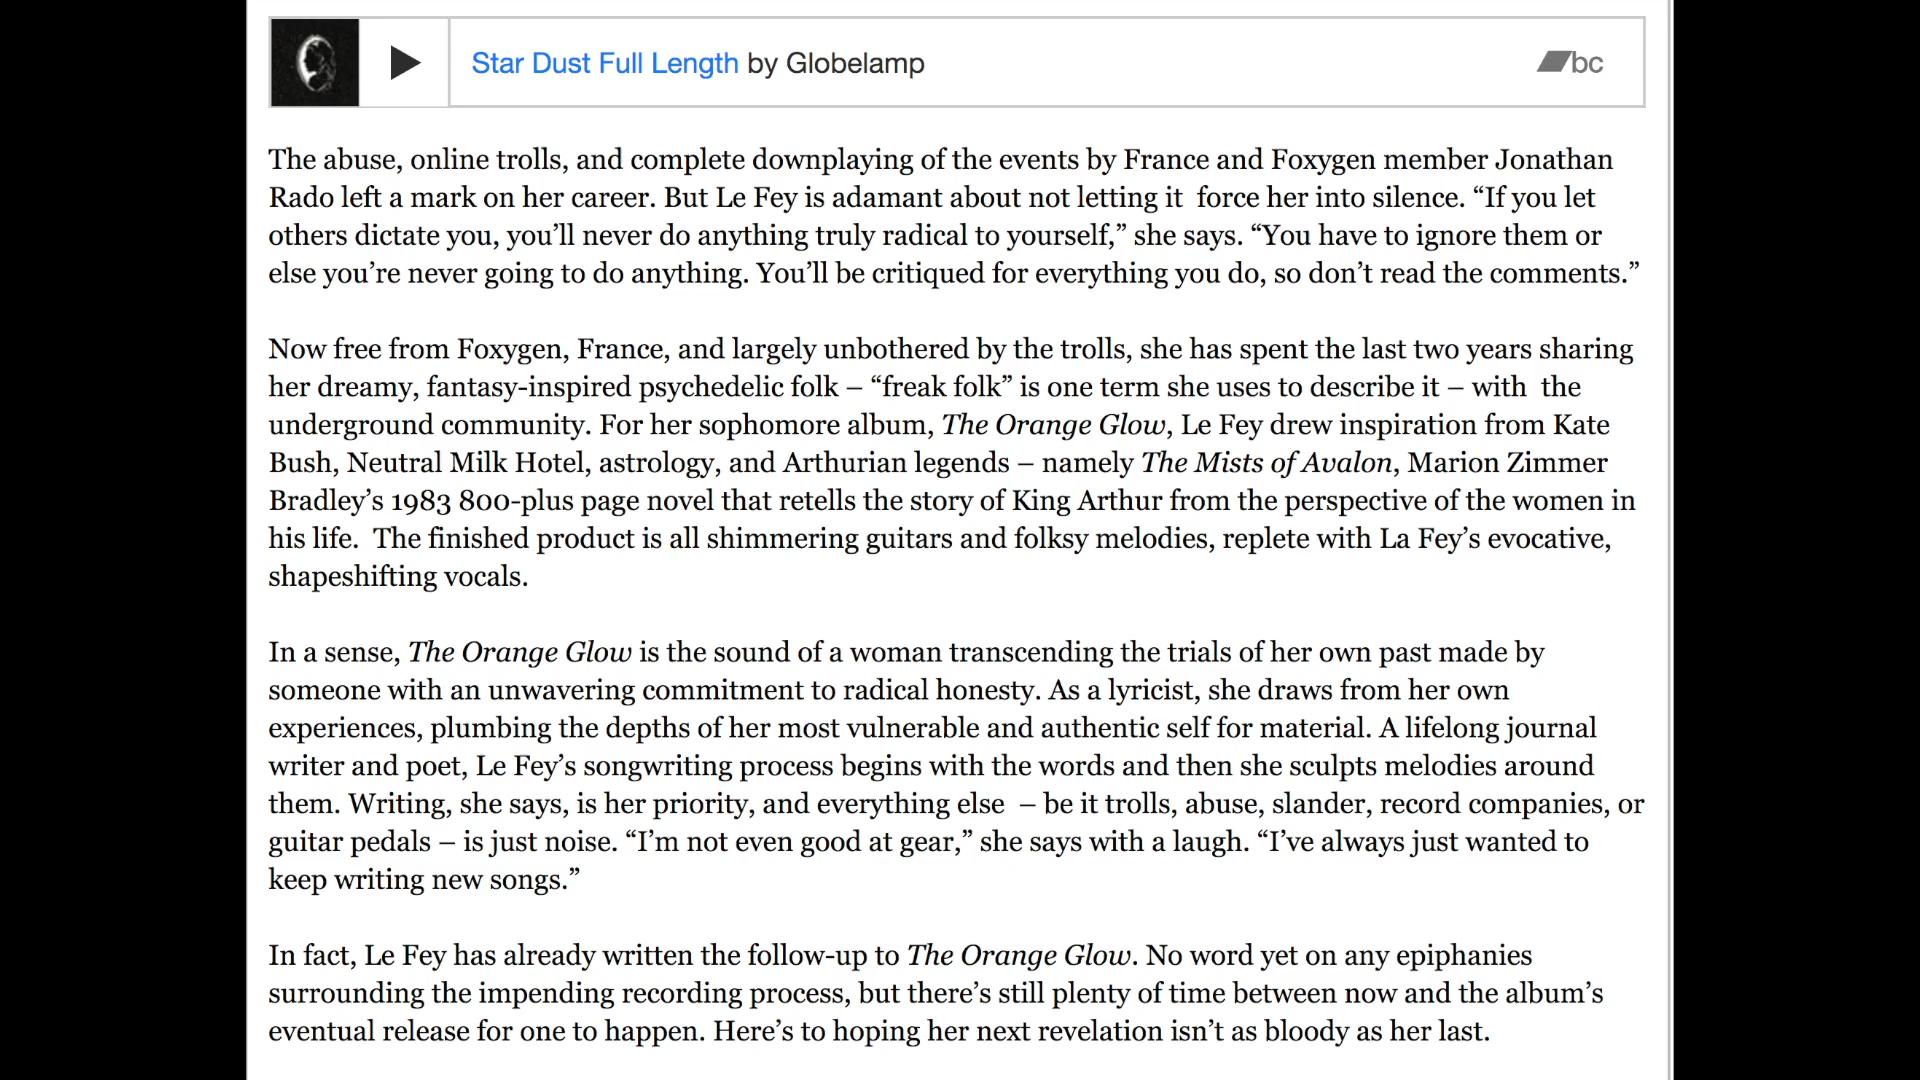 Star Dust Full Length by Globelamp
bc
The abuse, online trolls, and complete downplaying of the events by France and Foxygen member Jonathan
Rado left a mark on her career. But Le Fey is adamant about not letting it  force her into silence. “If you let
others dictate you, you’ll never do anything truly radical to yourself,” she says. “You have to ignore them or
else you’re never going to do anything. You’ll be critiqued for everything you do, so don’t read the comments.”
Now free from Foxygen, France, and largely unbothered by the trolls, she has spent the last two years sharing
her dreamy, fantasy-inspired psychedelic folk – “freak folk” is one term she uses to describe it – with  the
underground community. For her sophomore album, The Orange Glow, Le Fey drew inspiration from Kate
Bush, Neutral Milk Hotel, astrology, and Arthurian legends – namely The Mists of Avalon, Marion Zimmer
Bradley’s 1983 800-plus page novel that retells the story of King Arthur from the perspective of the women in
his life.  The finished product is all shimmering guitars and folksy melodies, replete with La Fey’s evocative,
shapeshifting vocals.
In a sense, The Orange Glow is the sound of a woman transcending the trials of her own past made by
someone with an unwavering commitment to radical honesty. As a lyricist, she draws from her own
experiences, plumbing the depths of her most vulnerable and authentic self for material. A lifelong journal
writer and poet, Le Fey’s songwriting process begins with the words and then she sculpts melodies around
them. Writing, she says, is her priority, and everything else  – be it trolls, abuse, slander, record companies, or
guitar pedals – is just noise. “I’m not even good at gear,” she says with a laugh. “I’ve always just wanted to
keep writing new songs.”
In fact, Le Fey has already written the follow-up to The Orange Glow. No word yet on any epiphanies
surrounding the impending recording process, but there’s still plenty of time between now and the album’s
eventual release for one to happen. Here’s to hoping her next revelation isn’t as bloody as her last.